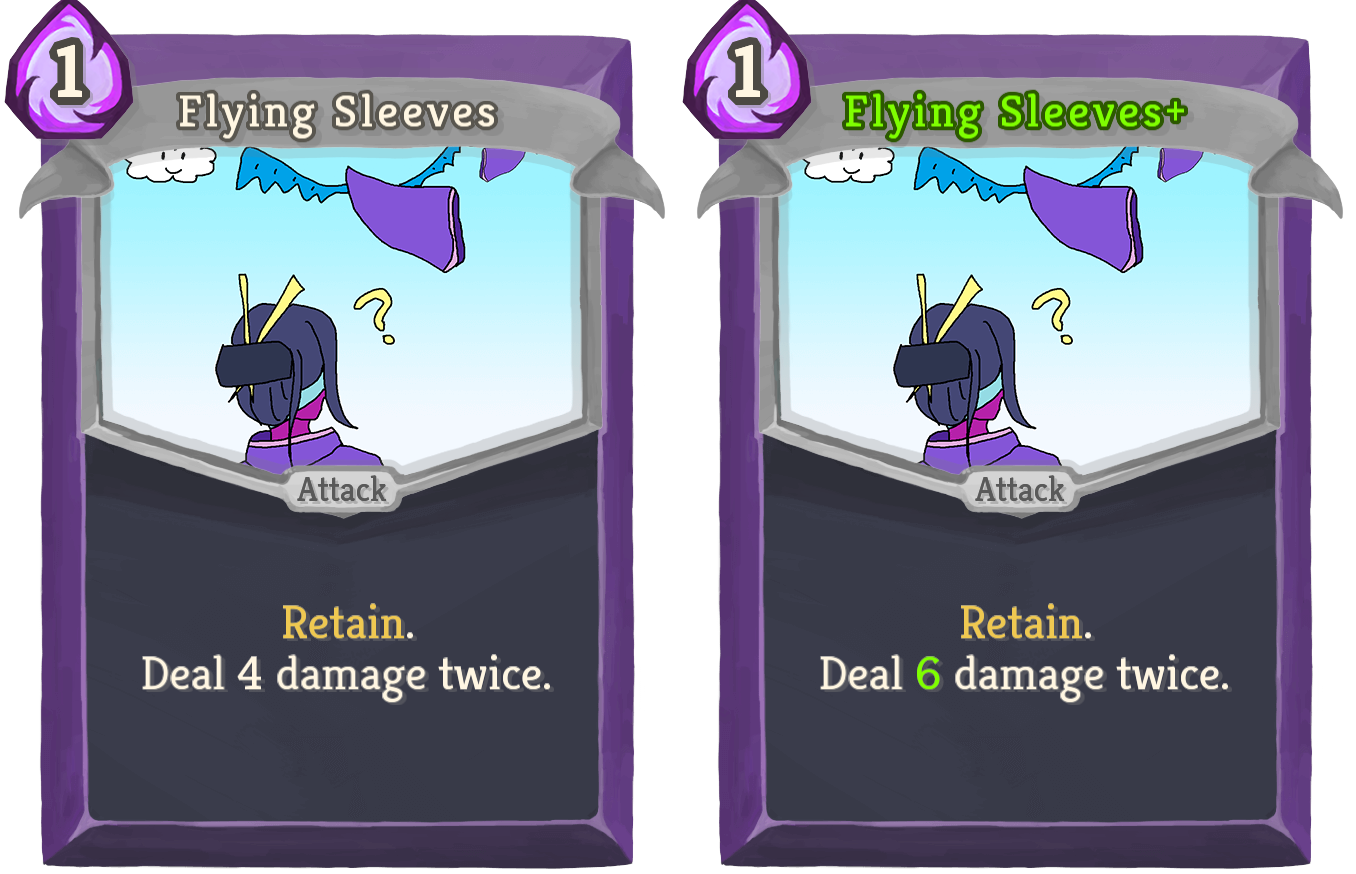 1
Flying Sleeves
Attack
Retain.
Deal 4 damage twice.
1
Flying Sleeves+
?
Attack
Retain.
Deal 6 damage twice.